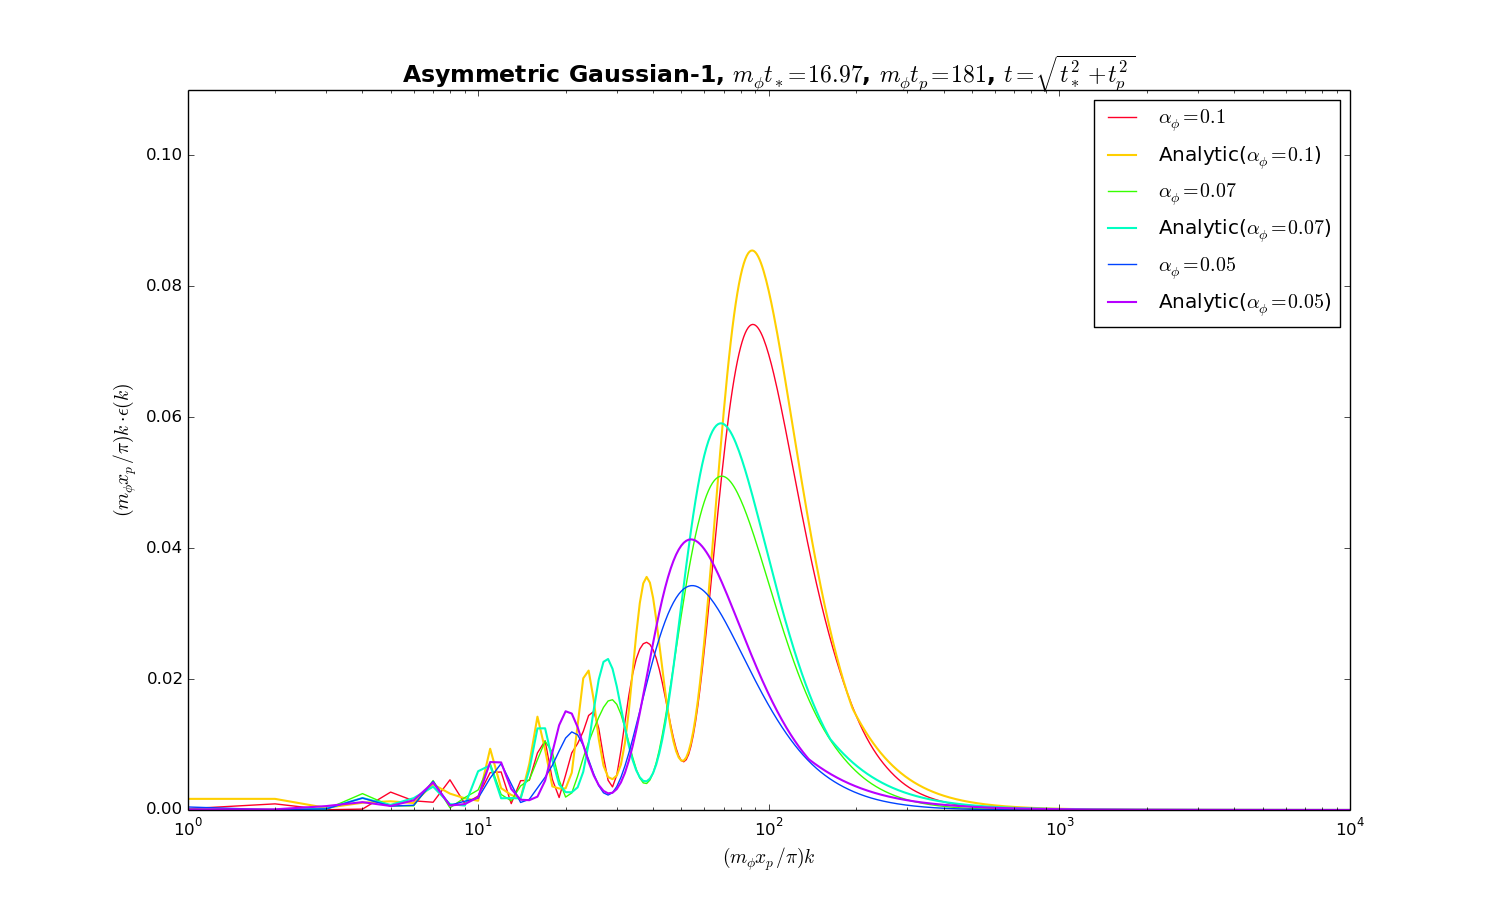 Asymmetric Gaussian-1, $m_\phi t_* = 16.97$, $m_\phi t_p = 181$, $t = \sqrt{t_*^2 + t_p^2}$
$\alpha_\phi = 0.1$
Analytic($\alpha_\phi = 0.1$)
$\alpha_\phi = 0.07$
Analytic($\alpha_\phi = 0.07$)
$\alpha_\phi = 0.05$
Analytic($\alpha_\phi = 0.05$)
$(m_\phi x_p/\pi)k \cdot \epsilon(k)$
0.10
0.08
0.06
0.04
0.02
0.00
$10^0$ $10^1$ $10^2$ $10^3$ $10^4$
$(m_\phi x_p/\pi)k$